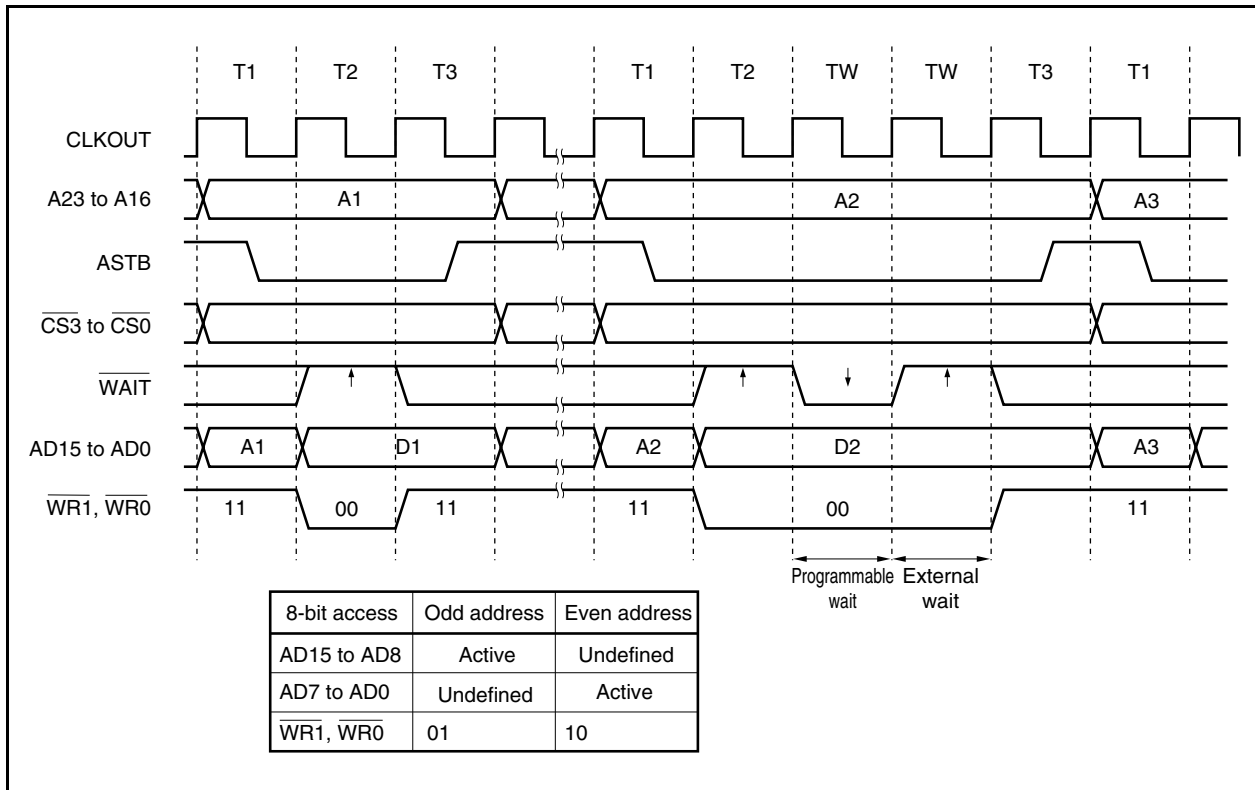 T1 T2 T3 T1 T2 TW TW T3 T1
CLKOUT
A23 to A16 A1 A2 A3
ASTB
CS3 to CS0
WAIT
AD15 to AD0 A1 D1 A2 D2 A3
WR1, WR0 11 00 11 11 00 11
Programmable wait
External wait
8-bit access Odd address Even address
AD15 to AD8 Active Undefined
AD7 to AD0 Undefined Active
WR1, WR0 01 10